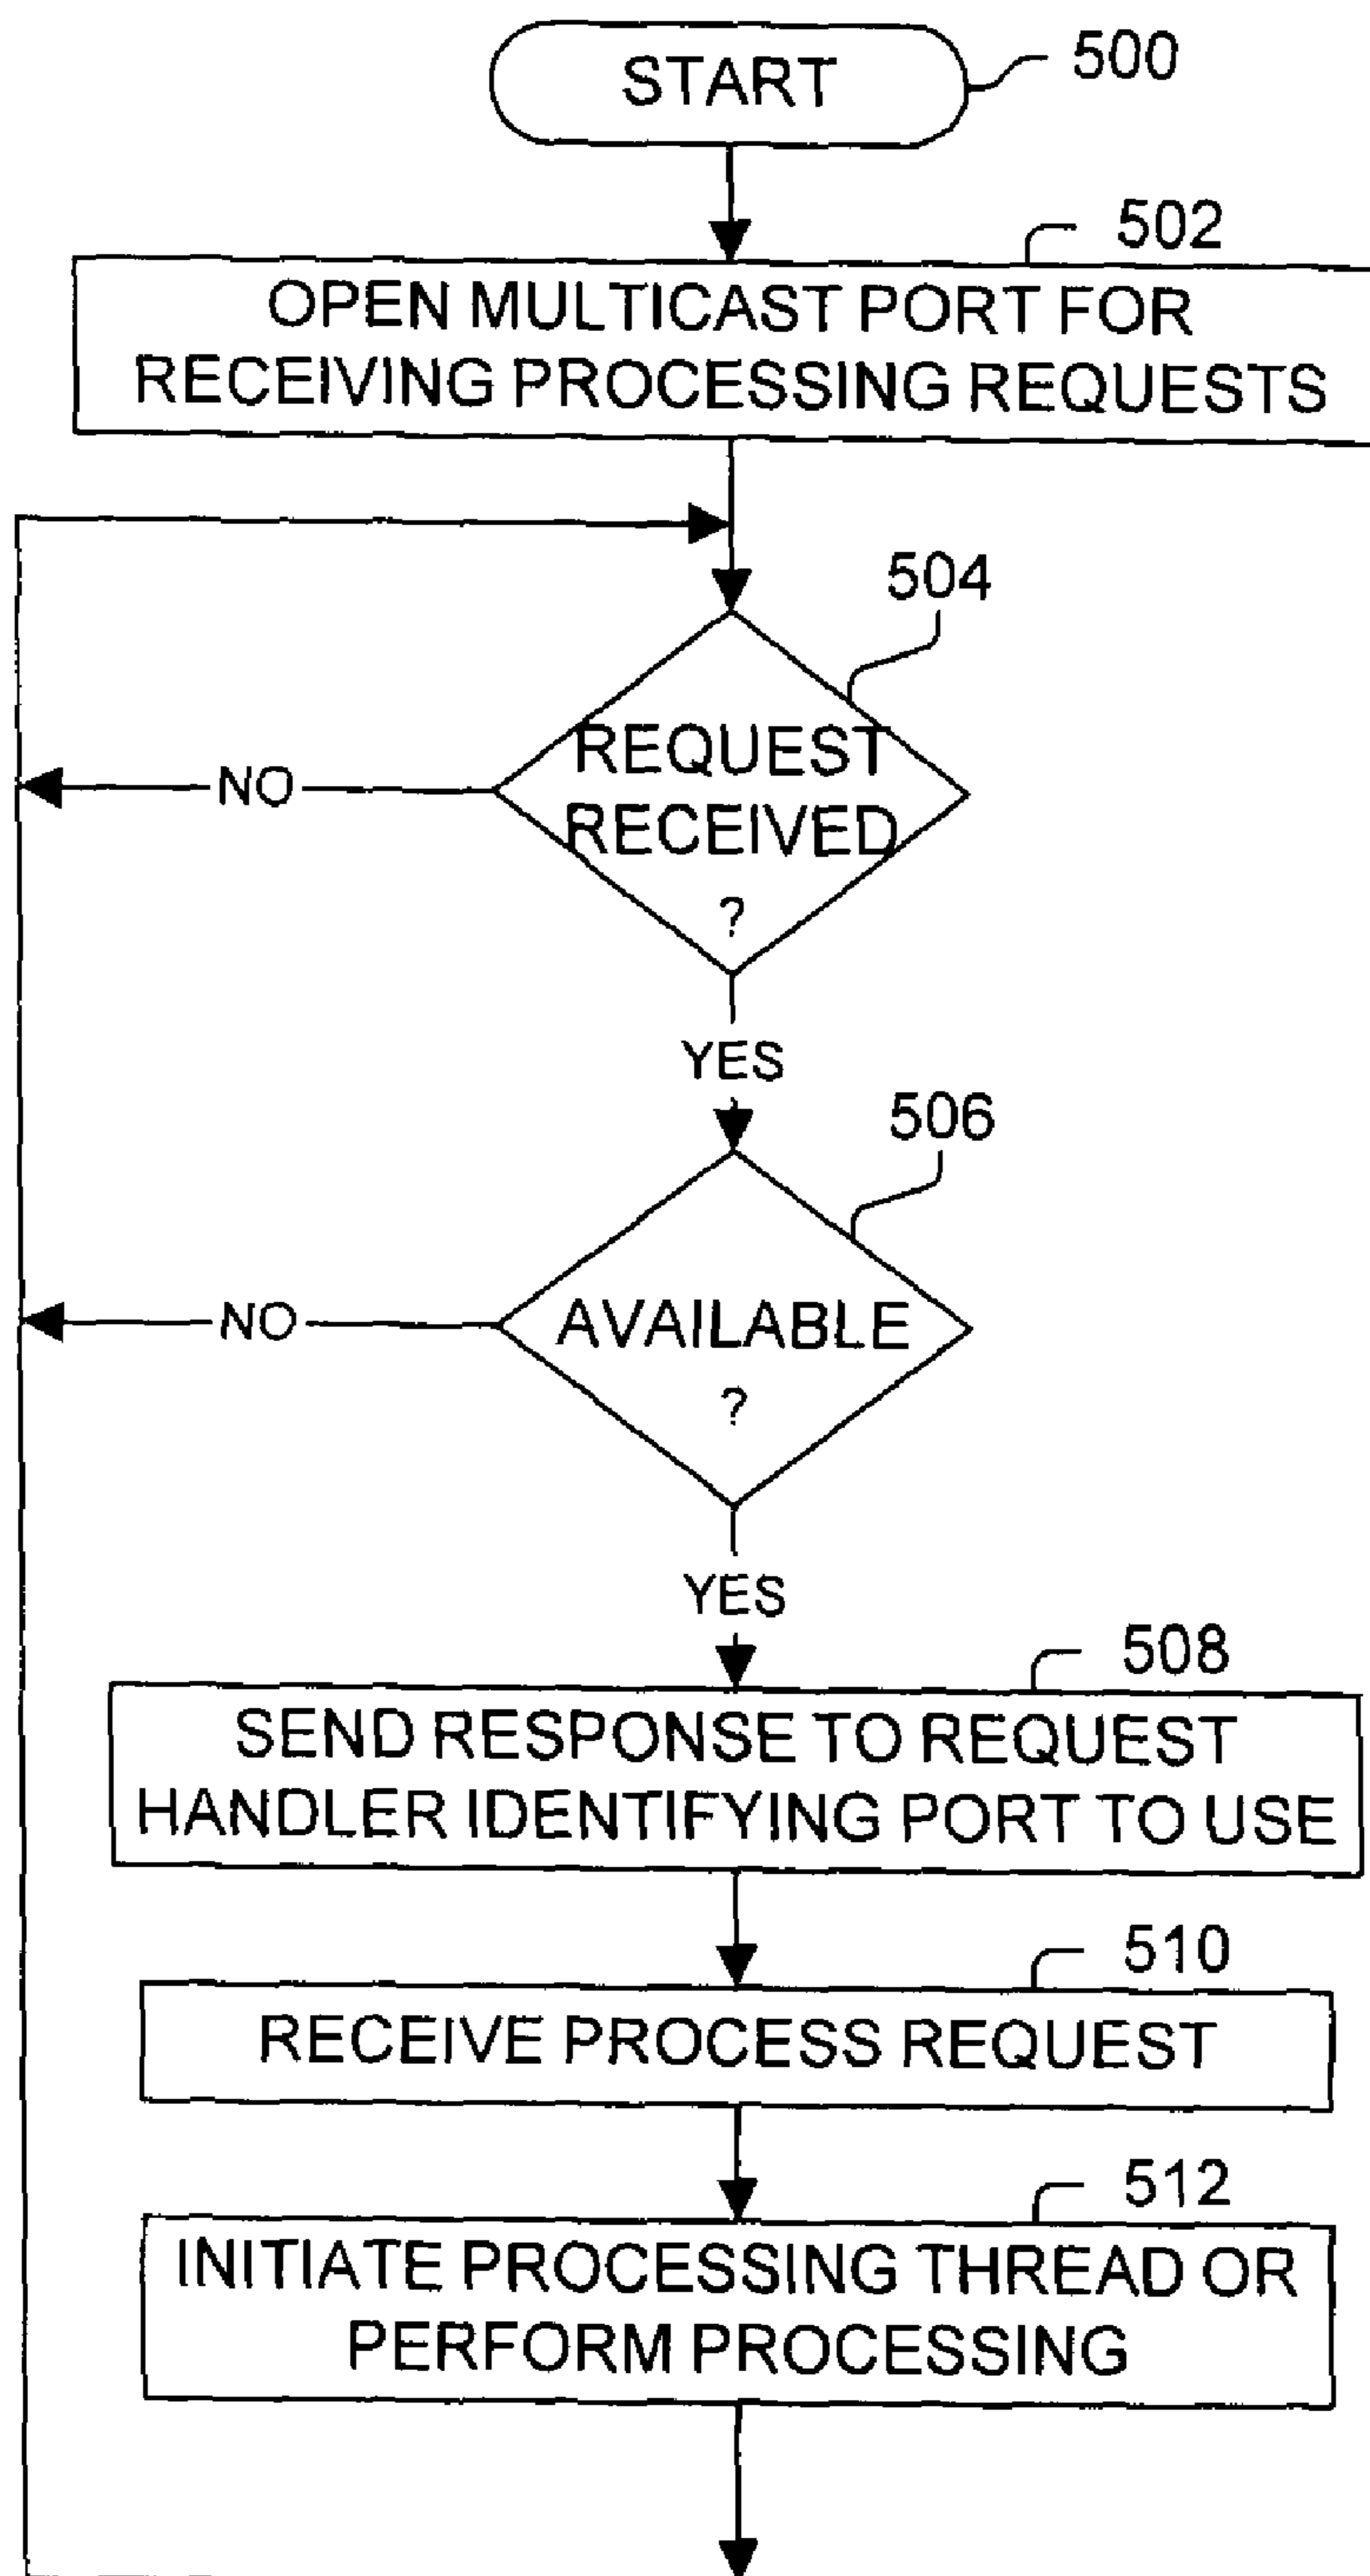 START
500
502
OPEN MULTICAST PORT FOR
RECEIVING PROCESSING REQUESTS
504
REQUEST
RECEIVED
?
NO
YES
506
AVAILABLE
?
NO
YES
508
SEND RESPONSE TO REQUEST
HANDLER IDENTIFYING PORT TO USE
510
RECEIVE PROCESS REQUEST
512
INITIATE PROCESSING THREAD OR
PERFORM PROCESSING